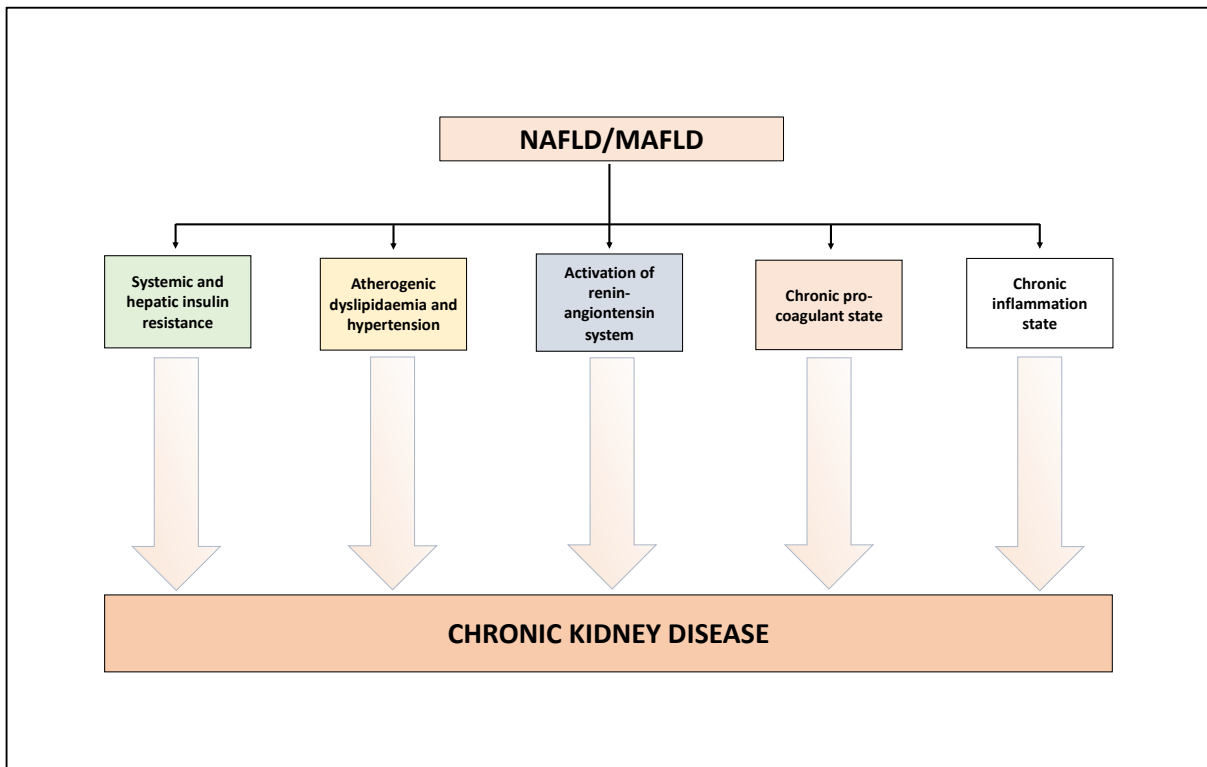 NAFLD/MAFLD
Systemic and
hepatic insulin
resistance
Atherogenic
dyslipidaemia and
hypertension
Activation of
renin-
angiontensin
system
Chronic pro-
coagulant state
Chronic
inflammation
state
CHRONIC KIDNEY DISEASE